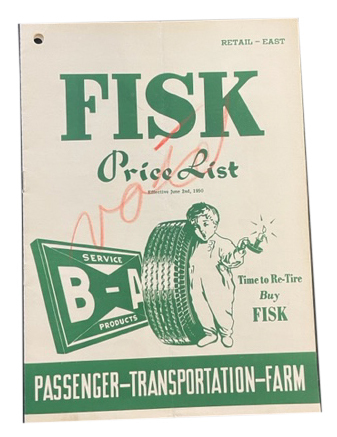 RETAIL - EAST
FISK
Price List
Effective June 2nd, 1950
void
SERVICE
B-A
PRODUCTS
Time to Re-Tire
Buy
FISK
PASSENGER-TRANSPORTATION-FARM